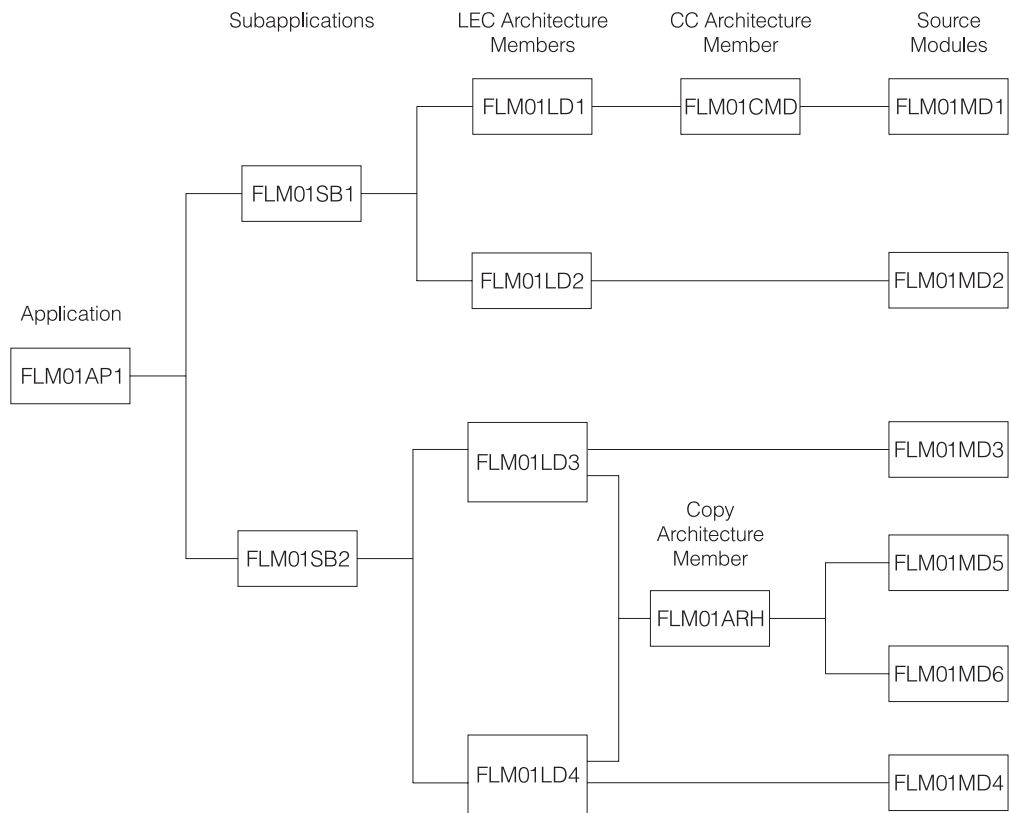 Subapplications
LEC Architecture
Members
CC Architecture
Member
Source
Modules
FLM01LD1
FLM01CMD
FLM01MD1
FLM01SB1
FLM01LD2
FLM01MD2
Application
FLM01AP1
FLM01LD3
FLM01MD3
Copy
Architecture
Member
FLM01SB2
FLM01MD5
FLM01ARH
FLM01MD6
FLM01LD4
FLM01MD4